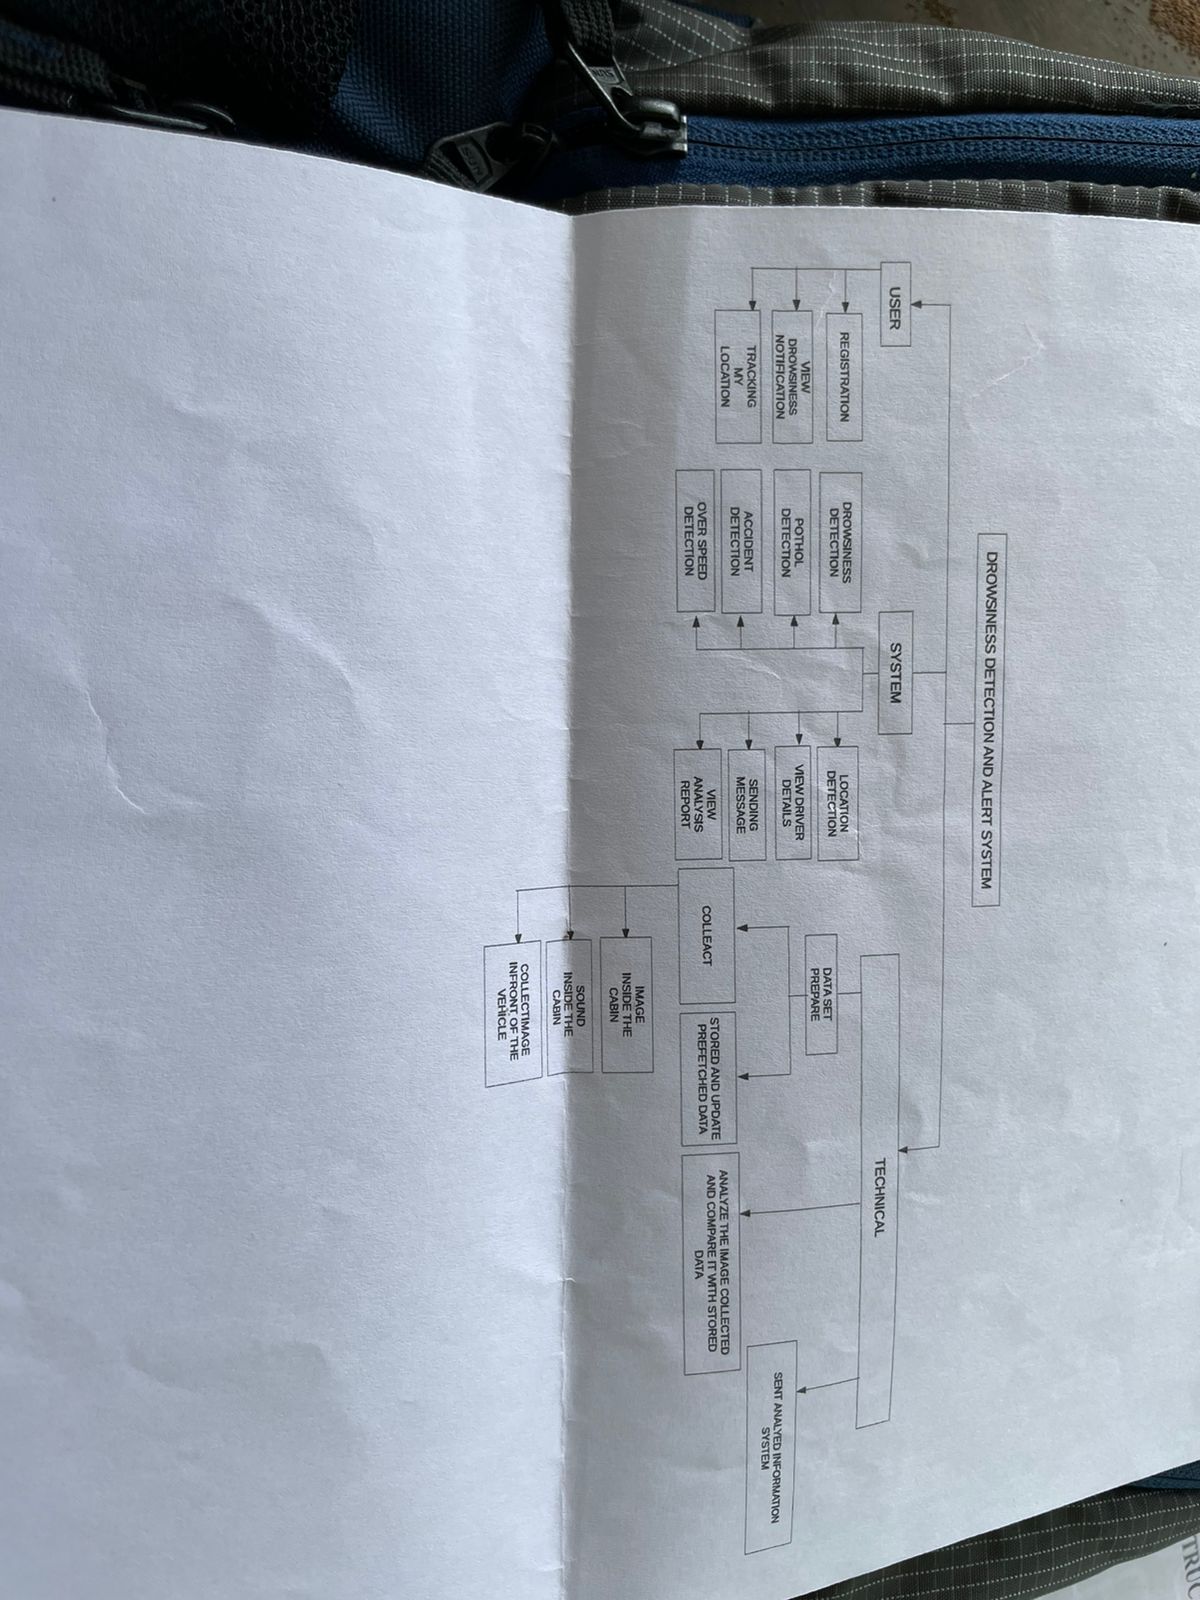 DROWSINESS DETECTION AND ALERT SYSTEM
USER
REGISTRATION
VIEW
DROWSINESS
NOTIFICATION
TRACKING
MY
LOCATION
SYSTEM
DROWSINESS
DETECTION
POTHOL
DETECTION
ACCIDENT
DETECTION
OVER SPEED
DETECTION
LOCATION
DETECTION
VIEW DRIVER
DETAILS
SENDING
MESSAGE
VIEW
ANALYSIS
REPORT
TECHNICAL
DATA SET
PREPARE
COLLEACT
IMAGE
INSIDE THE
CABIN
SOUND
INSIDE THE
CABIN
COLLECTIMAGE
INFRONT OF THE
VEHICLE
STORED AND UPDATE
PREFETCHED DATA
ANALYZE THE IMAGE COLLECTED
AND COMPARE IT WITH STORED
DATA
SENT ANALYED INFORMATION
SYSTEM